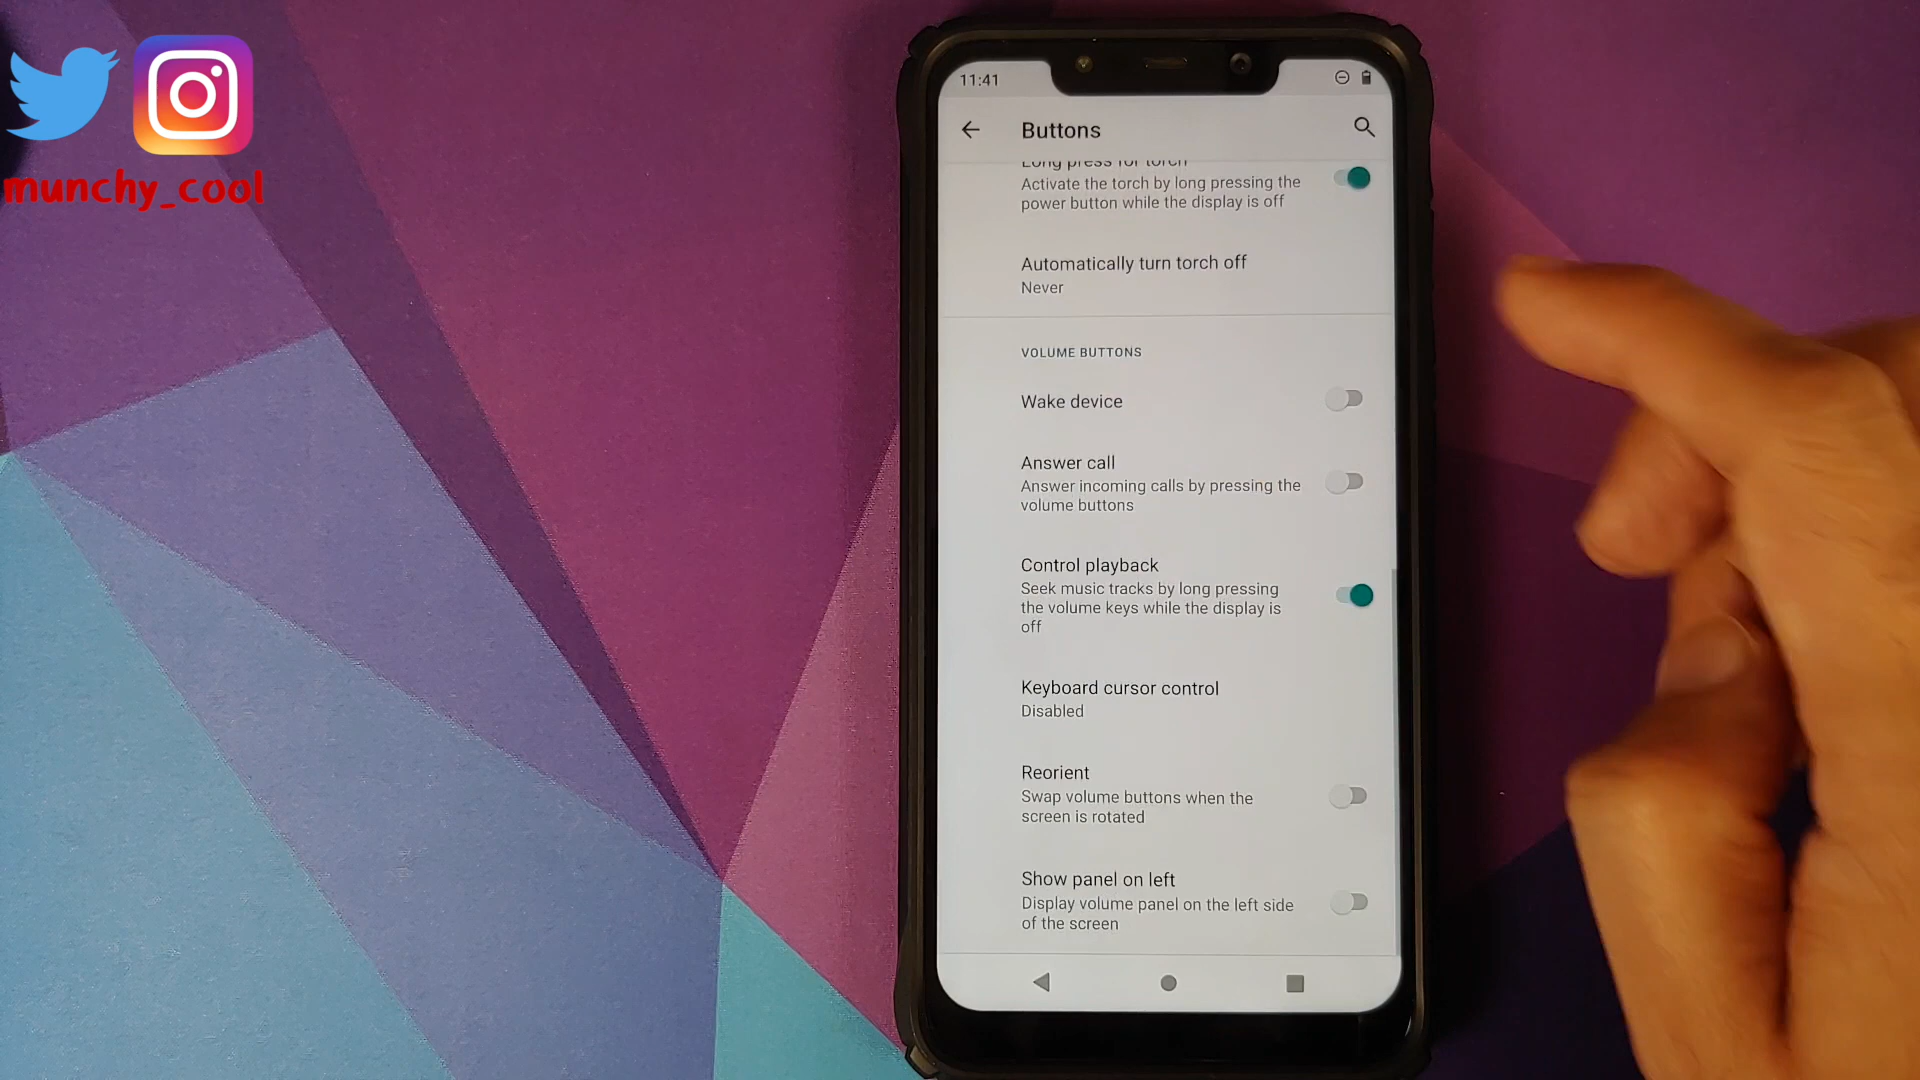 munchy_cool
11:41
Buttons
Long press for torch
Activate the torch by long pressing the
power button while the display is off
Automatically turn torch off
Never
VOLUME BUTTONS
Wake device
Answer call
Answer incoming calls by pressing the
volume buttons
Control playback
Seek music tracks by long pressing
the volume keys while the display is
off
Keyboard cursor control
Disabled
Reorient
Swap volume buttons when the
screen is rotated
Show panel on left
Display volume panel on the left side
of the screen